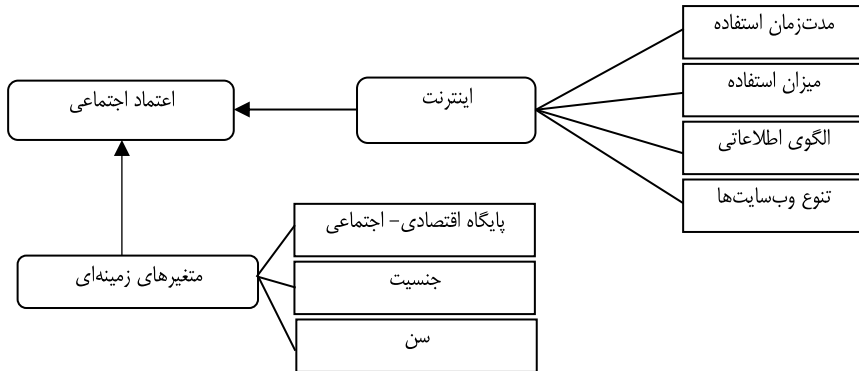 مدت‌زمان استفاده
میزان استفاده
اینترنت
اعتماد اجتماعی
الگوی اطلاعاتی
تنوع وب‌سایت‌ها
پایگاه اقتصادی- اجتماعی
متغیرهای زمینه‌ای
جنسیت
سن